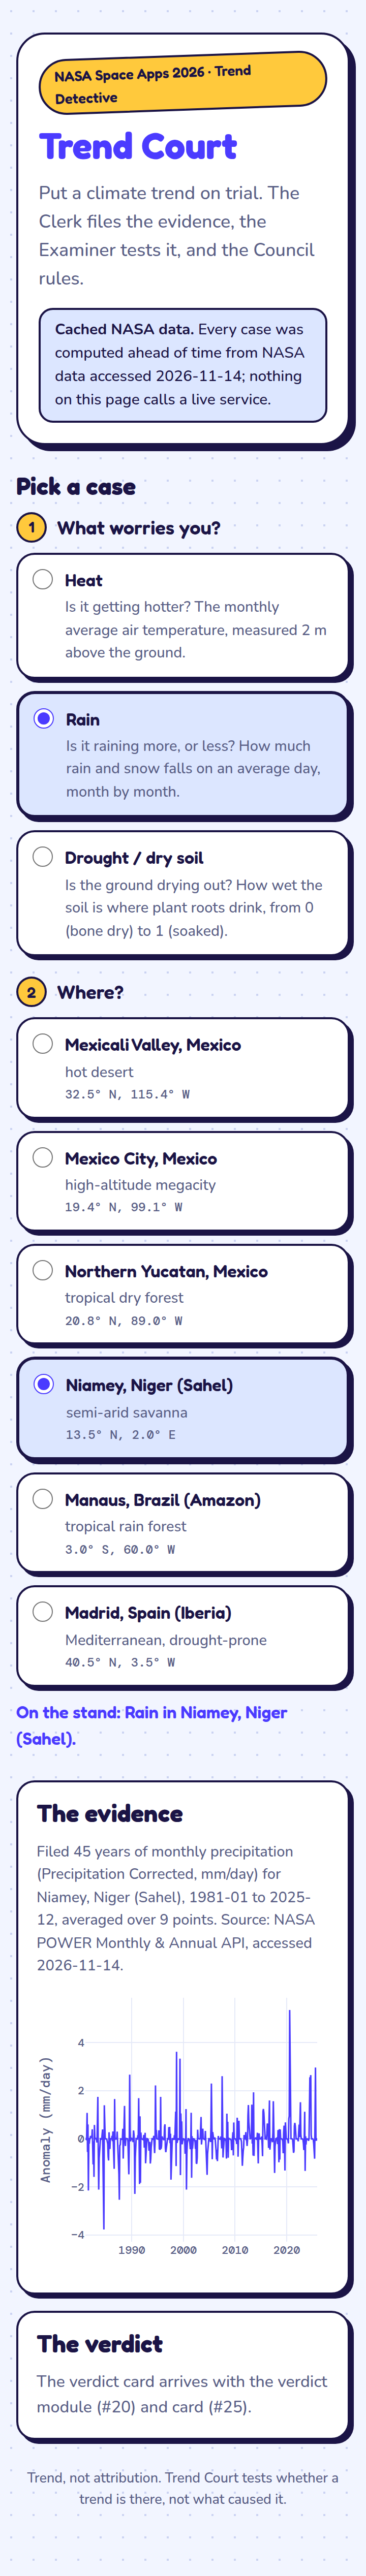 NASA Space Apps 2026 · Trend
Detective
Trend Court
Put a climate trend on trial. The
Clerk files the evidence, the
Examiner tests it, and the Council
rules.
Cached NASA data. Every case was
computed ahead of time from NASA
data accessed 2026-11-14; nothing
on this page calls a live service.
Pick a case
1 What worries you?
Heat
Is it getting hotter? The monthly
average air temperature, measured 2 m
above the ground.
Rain
Is it raining more, or less? How much
rain and snow falls on an average day,
month by month.
Drought / dry soil
Is the ground drying out? How wet the
soil is where plant roots drink, from 0
(bone dry) to 1 (soaked).
2 Where?
Mexicali Valley, Mexico
hot desert
32.5° N, 115.4° W
Mexico City, Mexico
high-altitude megacity
19.4° N, 99.1° W
Northern Yucatan, Mexico
tropical dry forest
20.8° N, 89.0° W
Niamey, Niger (Sahel)
semi-arid savanna
13.5° N, 2.0° E
Manaus, Brazil (Amazon)
tropical rain forest
3.0° S, 60.0° W
Madrid, Spain (Iberia)
Mediterranean, drought-prone
40.5° N, 3.5° W
On the stand: Rain in Niamey, Niger
(Sahel).
The evidence
Filed 45 years of monthly precipitation
(Precipitation Corrected, mm/day) for
Niamey, Niger (Sahel), 1981-01 to 2025-
12, averaged over 9 points. Source: NASA
POWER Monthly & Annual API, accessed
2026-11-14.
Anomaly (mm/day)
4
2
0
−2
−4
1990 2000 2010 2020
The verdict
The verdict card arrives with the verdict
module (#20) and card (#25).
Trend, not attribution. Trend Court tests whether a
trend is there, not what caused it.